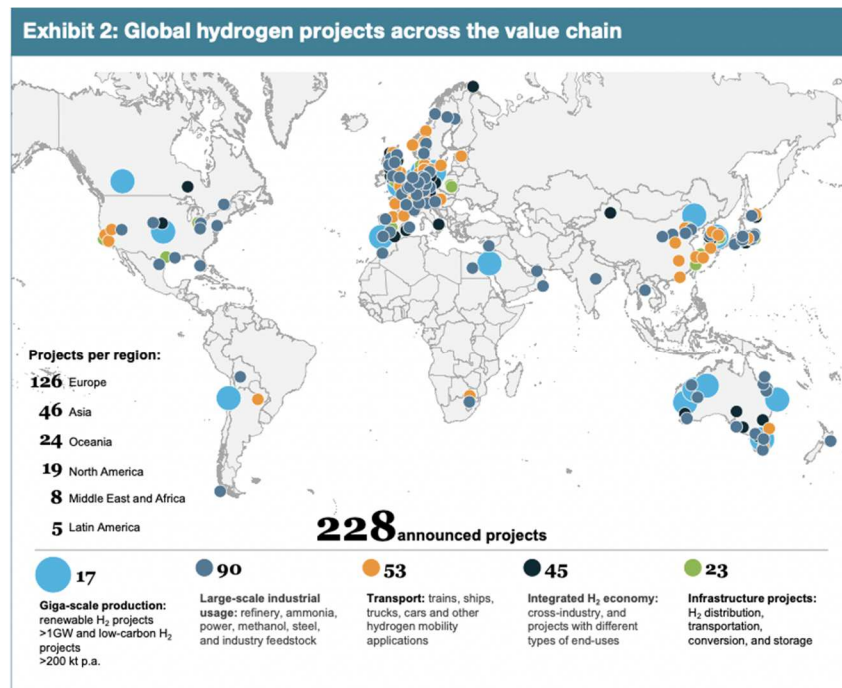 Exhibit 2: Global hydrogen projects across the value chain
Projects per region:
126 Europe
46 Asia
24 Oceania
19 North America
8 Middle East and Africa
5 Latin America
228 announced projects
17
Giga-scale production:
renewable H₂ projects
>1GW and low-carbon H₂
projects
>200 kt p.a.
90
Large-scale industrial
usage: refinery, ammonia,
power, methanol, steel,
and industry feedstock
53
Transport: trains, ships,
trucks, cars and other
hydrogen mobility
applications
45
Integrated H₂ economy:
cross-industry, and
projects with different
types of end-uses
23
Infrastructure projects:
H₂ distribution,
transportation,
conversion, and storage